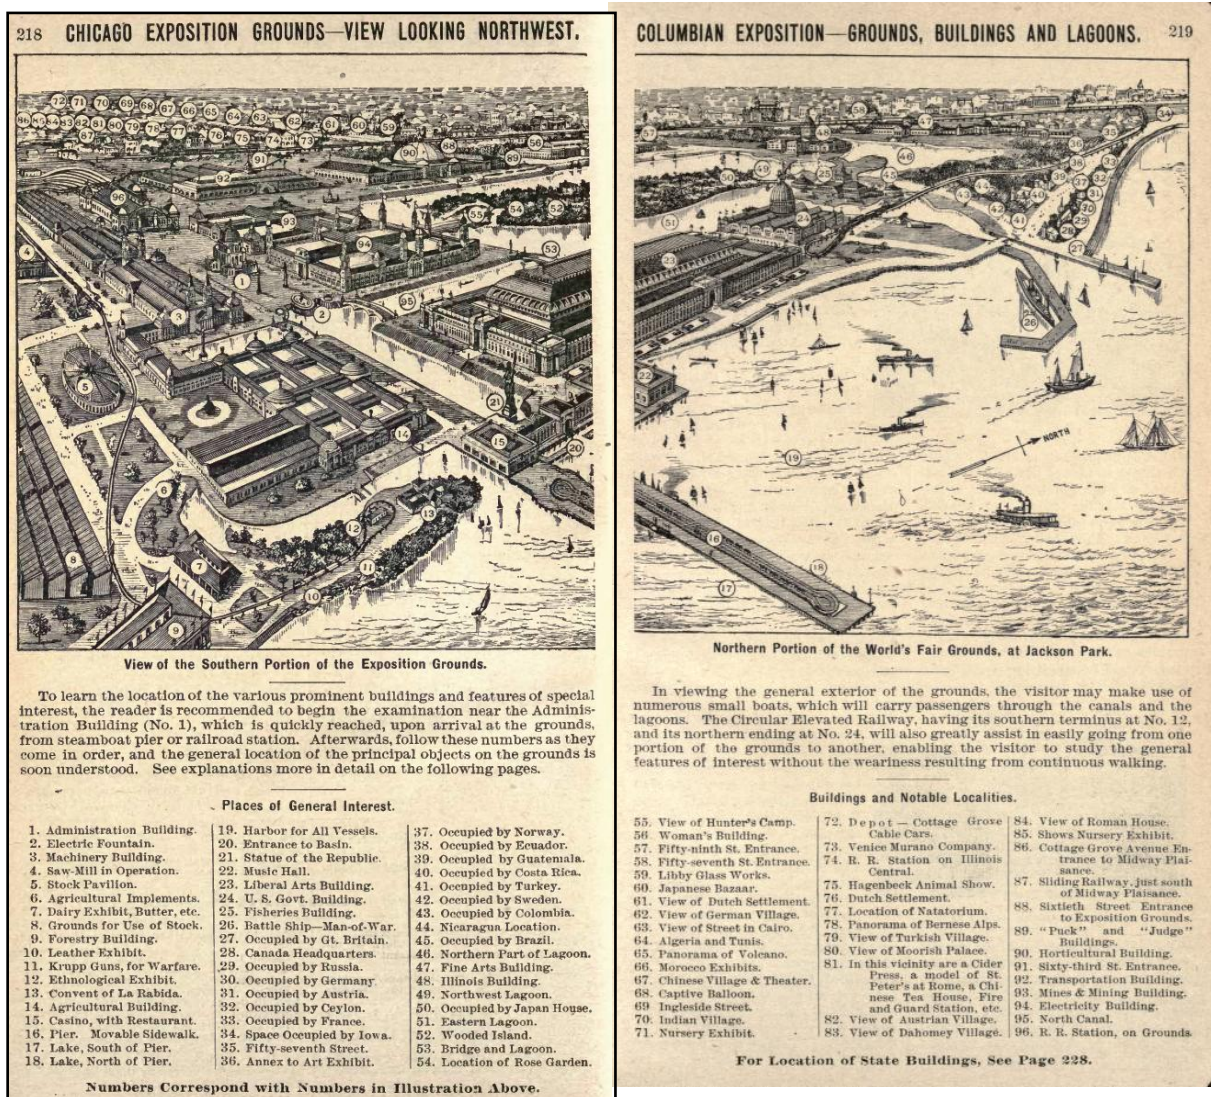 218 CHICAGO EXPOSITION GROUNDS—VIEW LOOKING NORTHWEST.
View of the Southern Portion of the Exposition Grounds.
To learn the location of the various prominent buildings and features of special
interest, the reader is recommended to begin the examination near the Adminis-
tration Building (No. 1), which is quickly reached, upon arrival at the grounds,
from steamboat pier or railroad station. Afterwards, follow these numbers as they
come in order, and the general location of the principal objects on the grounds is
soon understood. See explanations more in detail on the following pages.
Places of General Interest.
1. Administration Building.
2. Electric Fountain.
3. Machinery Building.
4. Saw-Mill in Operation.
5. Stock Pavilion.
6. Agricultural Implements.
7. Dairy Exhibit, Butter, etc.
8. Grounds for Use of Stock.
9. Forestry Building.
10. Leather Exhibit.
11. Krupp Guns, for Warfare.
12. Ethnological Exhibit.
13. Convent of La Rabida.
14. Agricultural Building.
15. Casino, with Restaurant.
16. Pier. Movable Sidewalk.
17. Lake, South of Pier.
18. Lake, North of Pier.
19. Harbor for All Vessels.
20. Entrance to Basin.
21. Statue of the Republic.
22. Music Hall.
23. Liberal Arts Building.
24. U. S. Govt. Building.
25. Fisheries Building.
26. Battle Ship—Man-of-War.
27. Occupied by Gt. Britain.
28. Canada Headquarters.
29. Occupied by Russia.
30. Occupied by Germany.
31. Occupied by Austria.
32. Occupied by Ceylon.
33. Occupied by France.
34. Space Occupied by Iowa.
35. Fifty-seventh Street.
36. Annex to Art Exhibit.
37. Occupied by Norway.
38. Occupied by Ecuador.
39. Occupied by Guatemala.
40. Occupied by Costa Rica.
41. Occupied by Turkey.
42. Occupied by Sweden.
43. Occupied by Colombia.
44. Nicaragua Location.
45. Occupied by Brazil.
46. Northern Part of Lagoon.
47. Fine Arts Building.
48. Illinois Building.
49. Northwest Lagoon.
50. Occupied by Japan House.
51. Eastern Lagoon.
52. Wooded Island.
53. Bridge and Lagoon.
54. Location of Rose Garden.
Numbers Correspond with Numbers in Illustration Above.
COLUMBIAN EXPOSITION—GROUNDS, BUILDINGS AND LAGOONS. 219
NORTH
Northern Portion of the World's Fair Grounds, at Jackson Park.
In viewing the general exterior of the grounds, the visitor may make use of
numerous small boats, which will carry passengers through the canals and the
lagoons. The Circular Elevated Railway, having its southern terminus at No. 12,
and its northern ending at No. 24, will also greatly assist in easily going from one
portion of the grounds to another, enabling the visitor to study the general
features of interest without the weariness resulting from continuous walking.
Buildings and Notable Localities.
55. View of Hunter's Camp.
56. Woman's Building.
57. Fifty-ninth St. Entrance.
58. Fifty-seventh St. Entrance.
59. Libby Glass Works.
60. Japanese Bazaar.
61. View of Dutch Settlement.
62. View of German Village.
63. View of Street in Cairo.
64. Algeria and Tunis.
65. Panorama of Volcano.
66. Morocco Exhibits.
67. Chinese Village & Theater.
68. Captive Balloon.
69. Ingleside Street.
70. Indian Village.
71. Nursery Exhibit.
72. Depot — Cottage Grove
Cable Cars.
73. Venice Murano Company.
74. R. R. Station on Illinois
Central.
75. Hagenbeck Animal Show.
76. Dutch Settlement.
77. Location of Natatorium.
78. Panorama of Bernese Alps.
79. View of Turkish Village.
80. View of Moorish Palace.
81. In this vicinity are a Cider
Press, a model of St.
Peter's at Rome, a Chi-
nese Tea House, Fire
and Guard Station, etc.
82. View of Austrian Village.
83. View of Dahomey Village.
84. View of Roman House.
85. Shows Nursery Exhibit.
86. Cottage Grove Avenue En-
trance to Midway Plai-
sance.
87. Sliding Railway, just south
of Midway Plaisance.
88. Sixtieth Street Entrance
to Exposition Grounds.
89. "Puck" and "Judge"
Buildings.
90. Horticultural Building.
91. Sixty-third St. Entrance.
92. Transportation Building.
93. Mines & Mining Building.
94. Electricity Building.
95. North Canal.
96. R. R. Station, on Grounds
For Location of State Buildings, See Page 228.